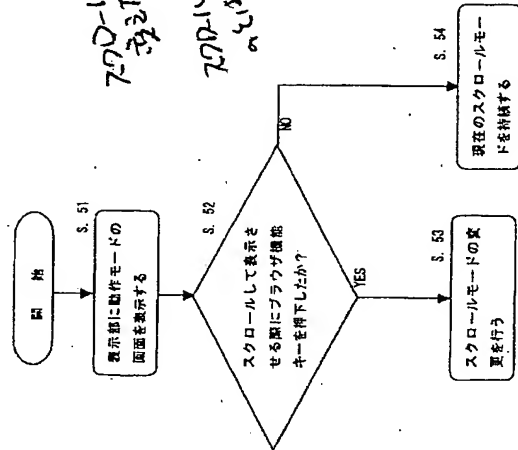 開 始
S. 51
表示部に動作モードの
画面を表示する
S. 52
スクロールして表示さ
せる際にブラウザ機能
キーを押下したか?
NO
YES
S. 53
スクロールモードの変
更を行う
S. 54
現在のスクロールモー
ドを持続する